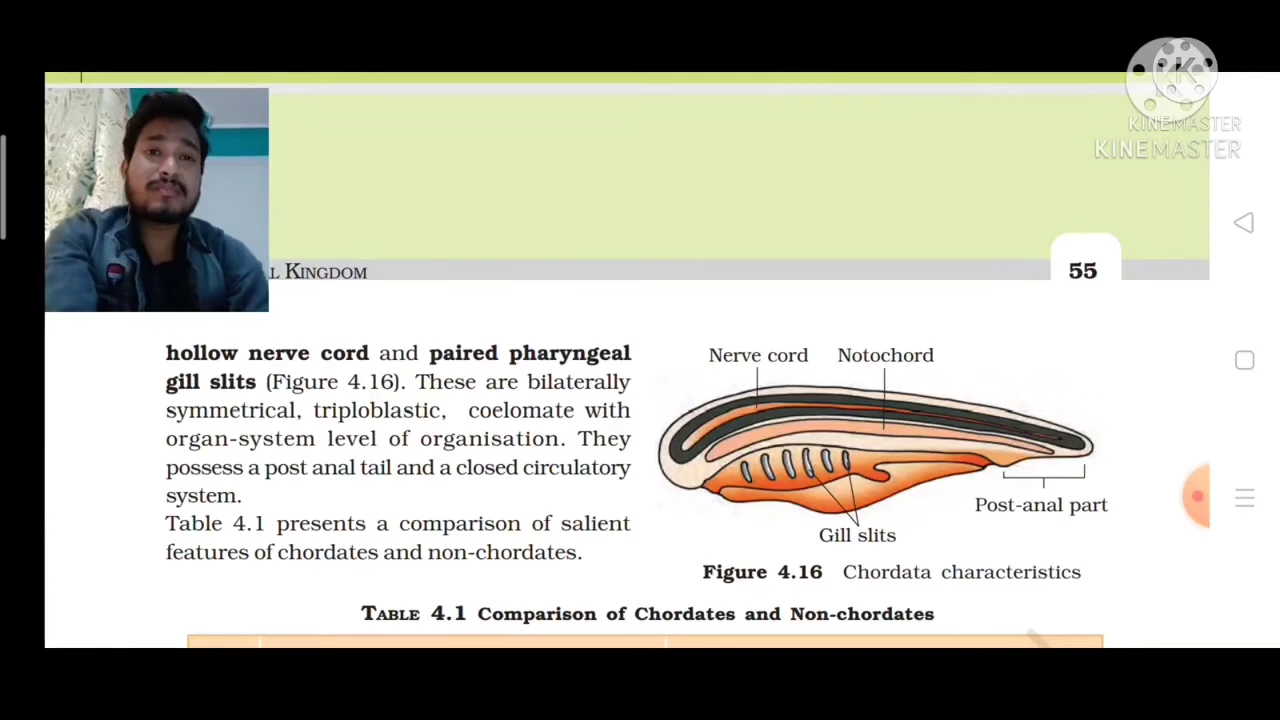 KINEMASTER
KINEMASTER
L KINGDOM
55
hollow nerve cord and paired pharyngeal
gill slits (Figure 4.16). These are bilaterally
symmetrical, triploblastic, coelomate with
organ-system level of organisation. They
possess a post anal tail and a closed circulatory
system.
Table 4.1 presents a comparison of salient
features of chordates and non-chordates.
Nerve cord Notochord
Post-anal part
Gill slits
Figure 4.16 Chordata characteristics
TABLE 4.1 Comparison of Chordates and Non-chordates